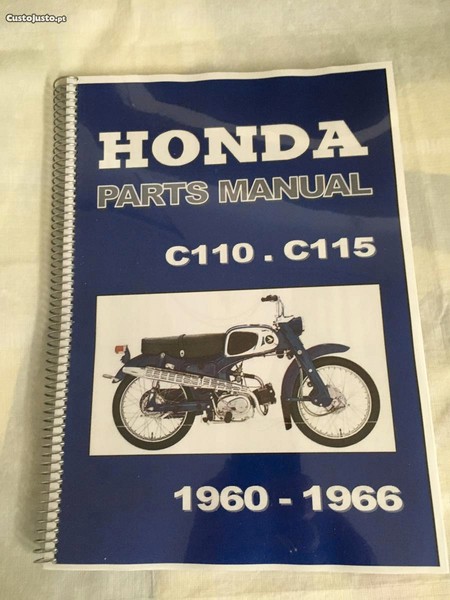 CustoJusto.pt
HONDA
PARTS MANUAL
C110 . C115
1960 - 1966